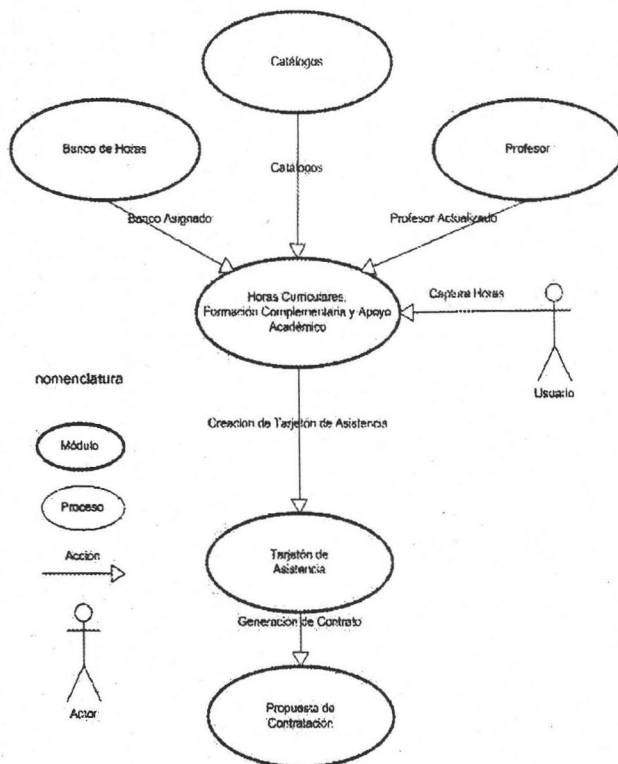 Catálogos
Banco de Horas
Profesor
Catálogos
Banco Asignado
Profesor Actualizado
Horas Curriculares,
Formación Complementaria y Apoyo
Académico
Captura Horas
Usuario
nomenclatura
Creacion de Tarjetón de Asistencia
Módulo
Proceso
Acción
Tarjetón de
Asistencia
Generación de Contrato
Actor
Propuesta de
Contratación